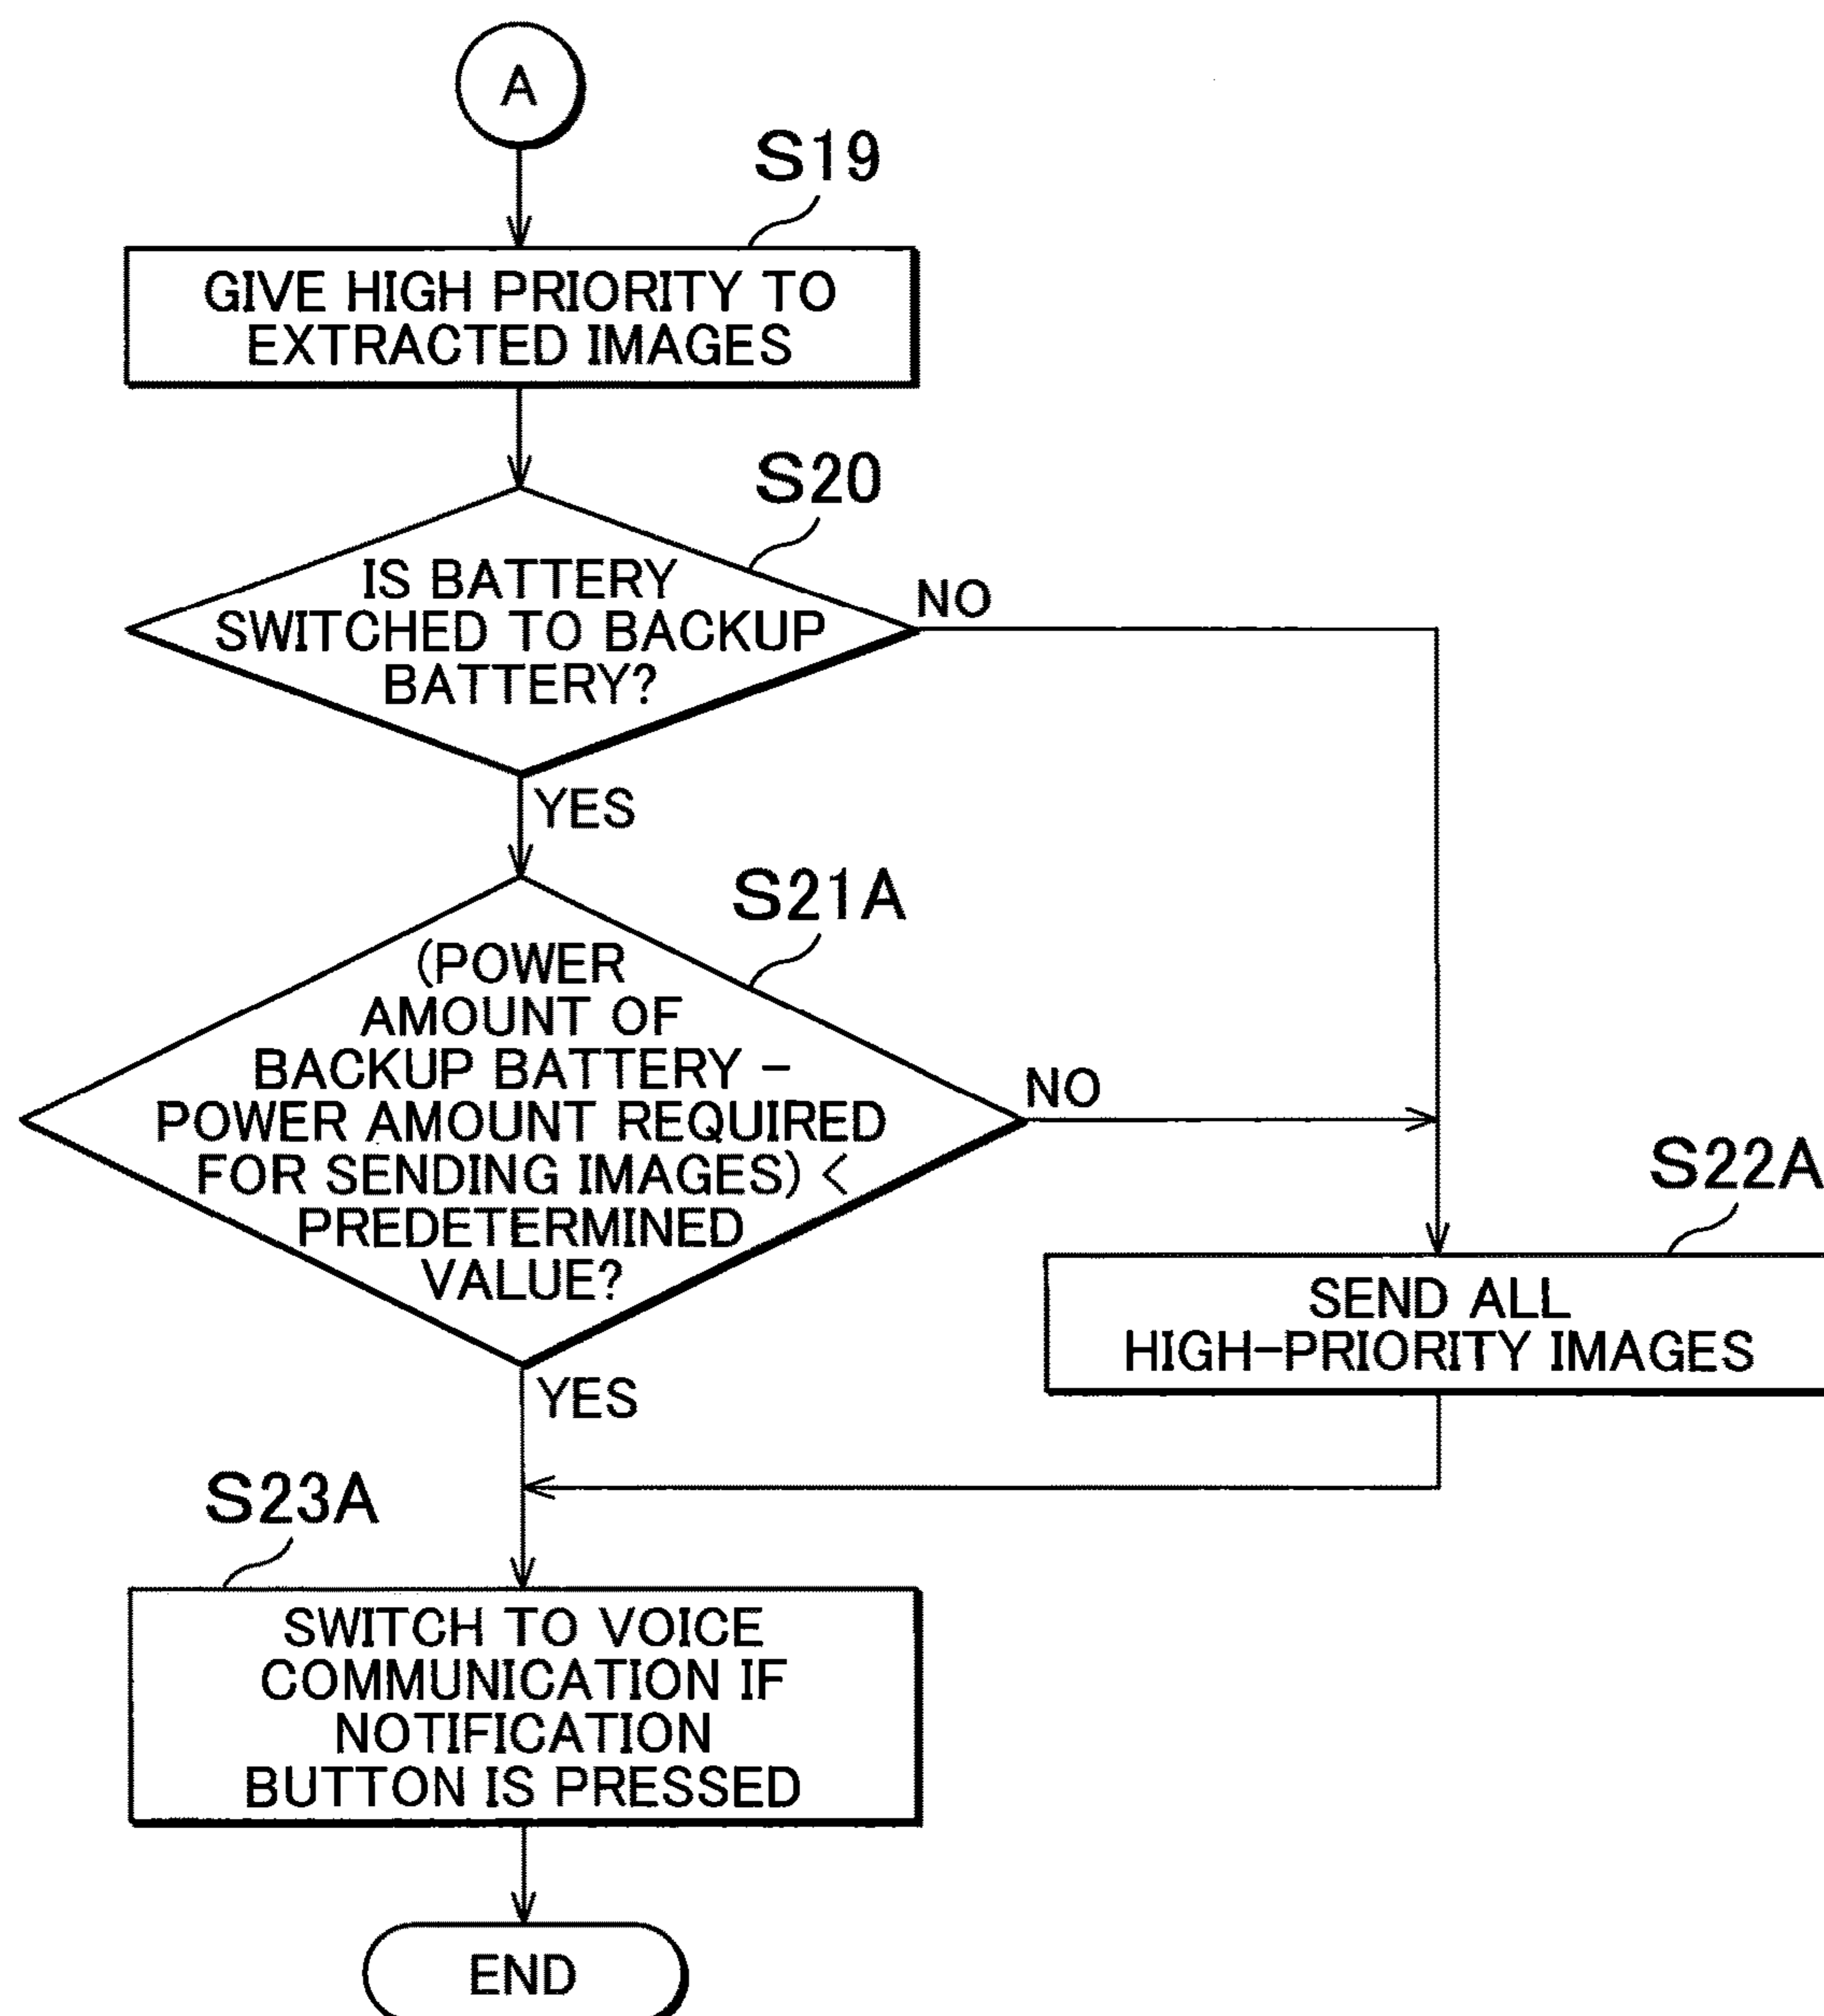 A
S19
GIVE HIGH PRIORITY TO
EXTRACTED IMAGES
S20
IS BATTERY
SWITCHED TO BACKUP
BATTERY?
NO
YES
S21A
(POWER
AMOUNT OF
BACKUP BATTERY –
POWER AMOUNT REQUIRED
FOR SENDING IMAGES) <
PREDETERMINED
VALUE?
NO
YES
S22A
SEND ALL
HIGH-PRIORITY IMAGES
S23A
SWITCH TO VOICE
COMMUNICATION IF
NOTIFICATION
BUTTON IS PRESSED
END